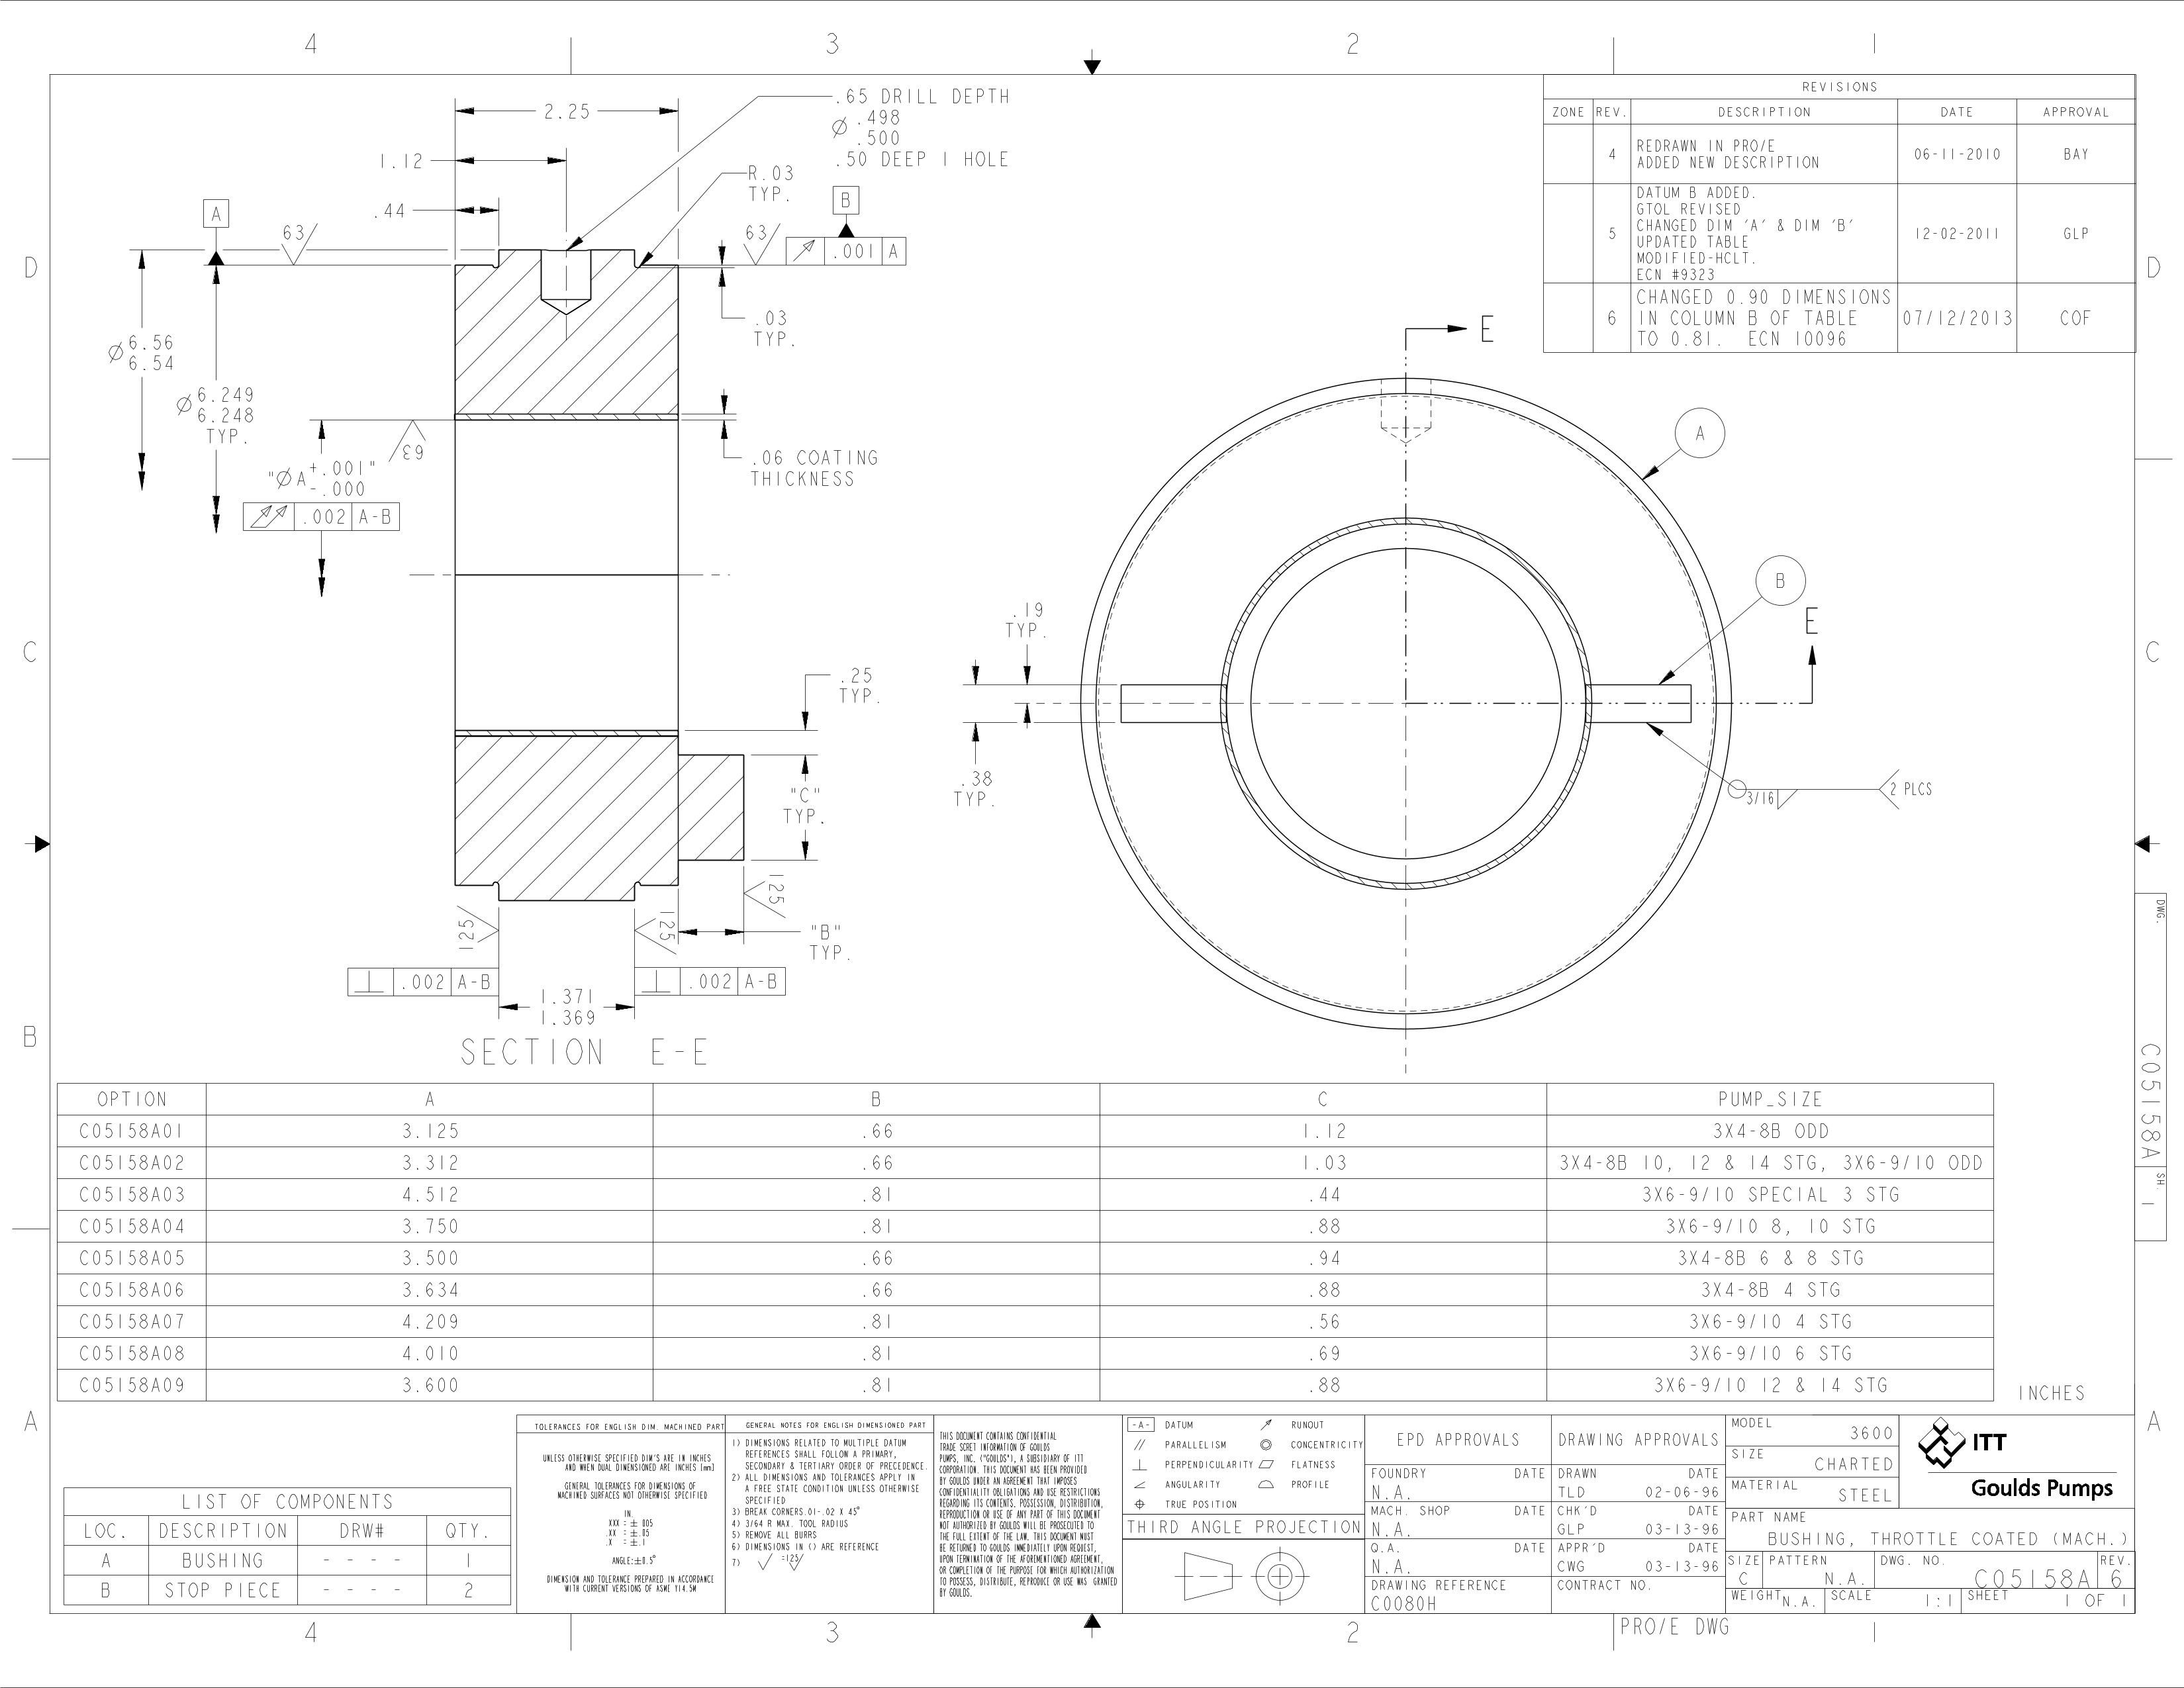 4 3 2 1
REVISIONS
ZONE REV. DESCRIPTION DATE APPROVAL
4 REDRAWN IN PRO/E
ADDED NEW DESCRIPTION 06-11-2010 BAY
5 DATUM B ADDED.
GTOL REVISED
CHANGED DIM 'A' & DIM 'B'
UPDATED TABLE
MODIFIED-HCLT.
ECN #9323 12-02-2011 GLP
6 CHANGED 0.90 DIMENSIONS
IN COLUMN B OF TABLE
TO 0.81. ECN 10096 07/12/2013 COF
D
D
C
C
B
A
A
2.25
1.12
.44
.65 DRILL DEPTH
Ø .498
.500
.50 DEEP 1 HOLE
R.03
TYP.
A
63
63
B
.001 A
Ø 6.56
6.54
Ø 6.249
6.248
TYP.
.03
TYP.
63
"Ø A +.001"
-.000
.002 A-B
.06 COATING
THICKNESS
.25
TYP.
"C"
TYP.
125
125
125
"B"
TYP.
.002 A-B
.002 A-B
1.371
1.369
SECTION E-E
E
E
A
B
.19
TYP.
.38
TYP.
3/16
2 PLCS
DWG.
C05158A
SH.
1
OPTION A B C PUMP_SIZE
C05158A01 3.125 .66 1.12 3X4-8B ODD
C05158A02 3.312 .66 1.03 3X4-8B 10, 12 & 14 STG, 3X6-9/10 ODD
C05158A03 4.512 .81 .44 3X6-9/10 SPECIAL 3 STG
C05158A04 3.750 .81 .88 3X6-9/10 8, 10 STG
C05158A05 3.500 .66 .94 3X4-8B 6 & 8 STG
C05158A06 3.634 .66 .88 3X4-8B 4 STG
C05158A07 4.209 .81 .56 3X6-9/10 4 STG
C05158A08 4.010 .81 .69 3X6-9/10 6 STG
C05158A09 3.600 .81 .88 3X6-9/10 12 & 14 STG
INCHES
LIST OF COMPONENTS
LOC. DESCRIPTION DRW# QTY.
A BUSHING - - - - 1
B STOP PIECE - - - - 2
TOLERANCES FOR ENGLISH DIM. MACHINED PART
UNLESS OTHERWISE SPECIFIED DIM'S ARE IN INCHES
AND WHEN DUAL DIMENSIONED ARE INCHES [mm]
GENERAL TOLERANCES FOR DIMENSIONS OF
MACHINED SURFACES NOT OTHERWISE SPECIFIED
IN.
XXX = ± .005
.XX = ±.05
.X = ±.1
ANGLE:±0.5°
DIMENSION AND TOLERANCE PREPARED IN ACCORDANCE
WITH CURRENT VERSIONS OF ASME Y14.5M
GENERAL NOTES FOR ENGLISH DIMENSIONED PART
1) DIMENSIONS RELATED TO MULTIPLE DATUM
REFERENCES SHALL FOLLOW A PRIMARY,
SECONDARY & TERTIARY ORDER OF PRECEDENCE.
2) ALL DIMENSIONS AND TOLERANCES APPLY IN
A FREE STATE CONDITION UNLESS OTHERWISE
SPECIFIED
3) BREAK CORNERS.01-.02 X 45°
4) 3/64 R MAX. TOOL RADIUS
5) REMOVE ALL BURRS
6) DIMENSIONS IN () ARE REFERENCE
7) =125
THIS DOCUMENT CONTAINS CONFIDENTIAL
TRADE SCRET INFORMATION OF GOULDS
PUMPS, INC. ("GOULDS"), A SUBSIDIARY OF ITT
CORPORATION. THIS DOCUMENT HAS BEEN PROVIDED
BY GOULDS UNDER AN AGREEMENT THAT IMPOSES
CONFIDENTIALITY OBLIGATIONS AND USE RESTRICTIONS
REGARDING ITS CONTENTS. POSSESSION, DISTRIBUTION,
REPRODUCTION OR USE OF ANY PART OF THIS DOCUMENT
NOT AUTHORIZED BY GOULDS WILL BE PROSECUTED TO
THE FULL EXTENT OF THE LAW. THIS DOCUMENT MUST
BE RETURNED TO GOULDS IMMEDIATELY UPON REQUEST,
UPON TERMINATION OF THE AFOREMENTIONED AGREEMENT,
OR COMPLETION OF THE PURPOSE FOR WHICH AUTHORIZATION
TO POSSESS, DISTRIBUTE, REPRODUCE OR USE WAS GRANTED
BY GOULDS.
-A- DATUM RUNOUT
PARALLELISM CONCENTRICITY
PERPENDICULARITY FLATNESS
ANGULARITY PROFILE
TRUE POSITION
THIRD ANGLE PROJECTION
EPD APPROVALS
FOUNDRY DATE
N.A.
MACH. SHOP DATE
N.A.
Q.A. DATE
N.A.
DRAWING REFERENCE
C0080H
DRAWING APPROVALS
DRAWN DATE
TLD 02-06-96
CHK'D DATE
GLP 03-13-96
APPR'D DATE
CWG 03-13-96
CONTRACT NO.
MODEL 3600
SIZE CHARTED
MATERIAL STEEL
ITT
Goulds Pumps
PART NAME
BUSHING, THROTTLE COATED (MACH.)
SIZE PATTERN DWG. NO. REV.
C N.A. C05158A 6
WEIGHT N.A. SCALE 1:1 SHEET 1 OF 1
4 3 2 PRO/E DWG 1